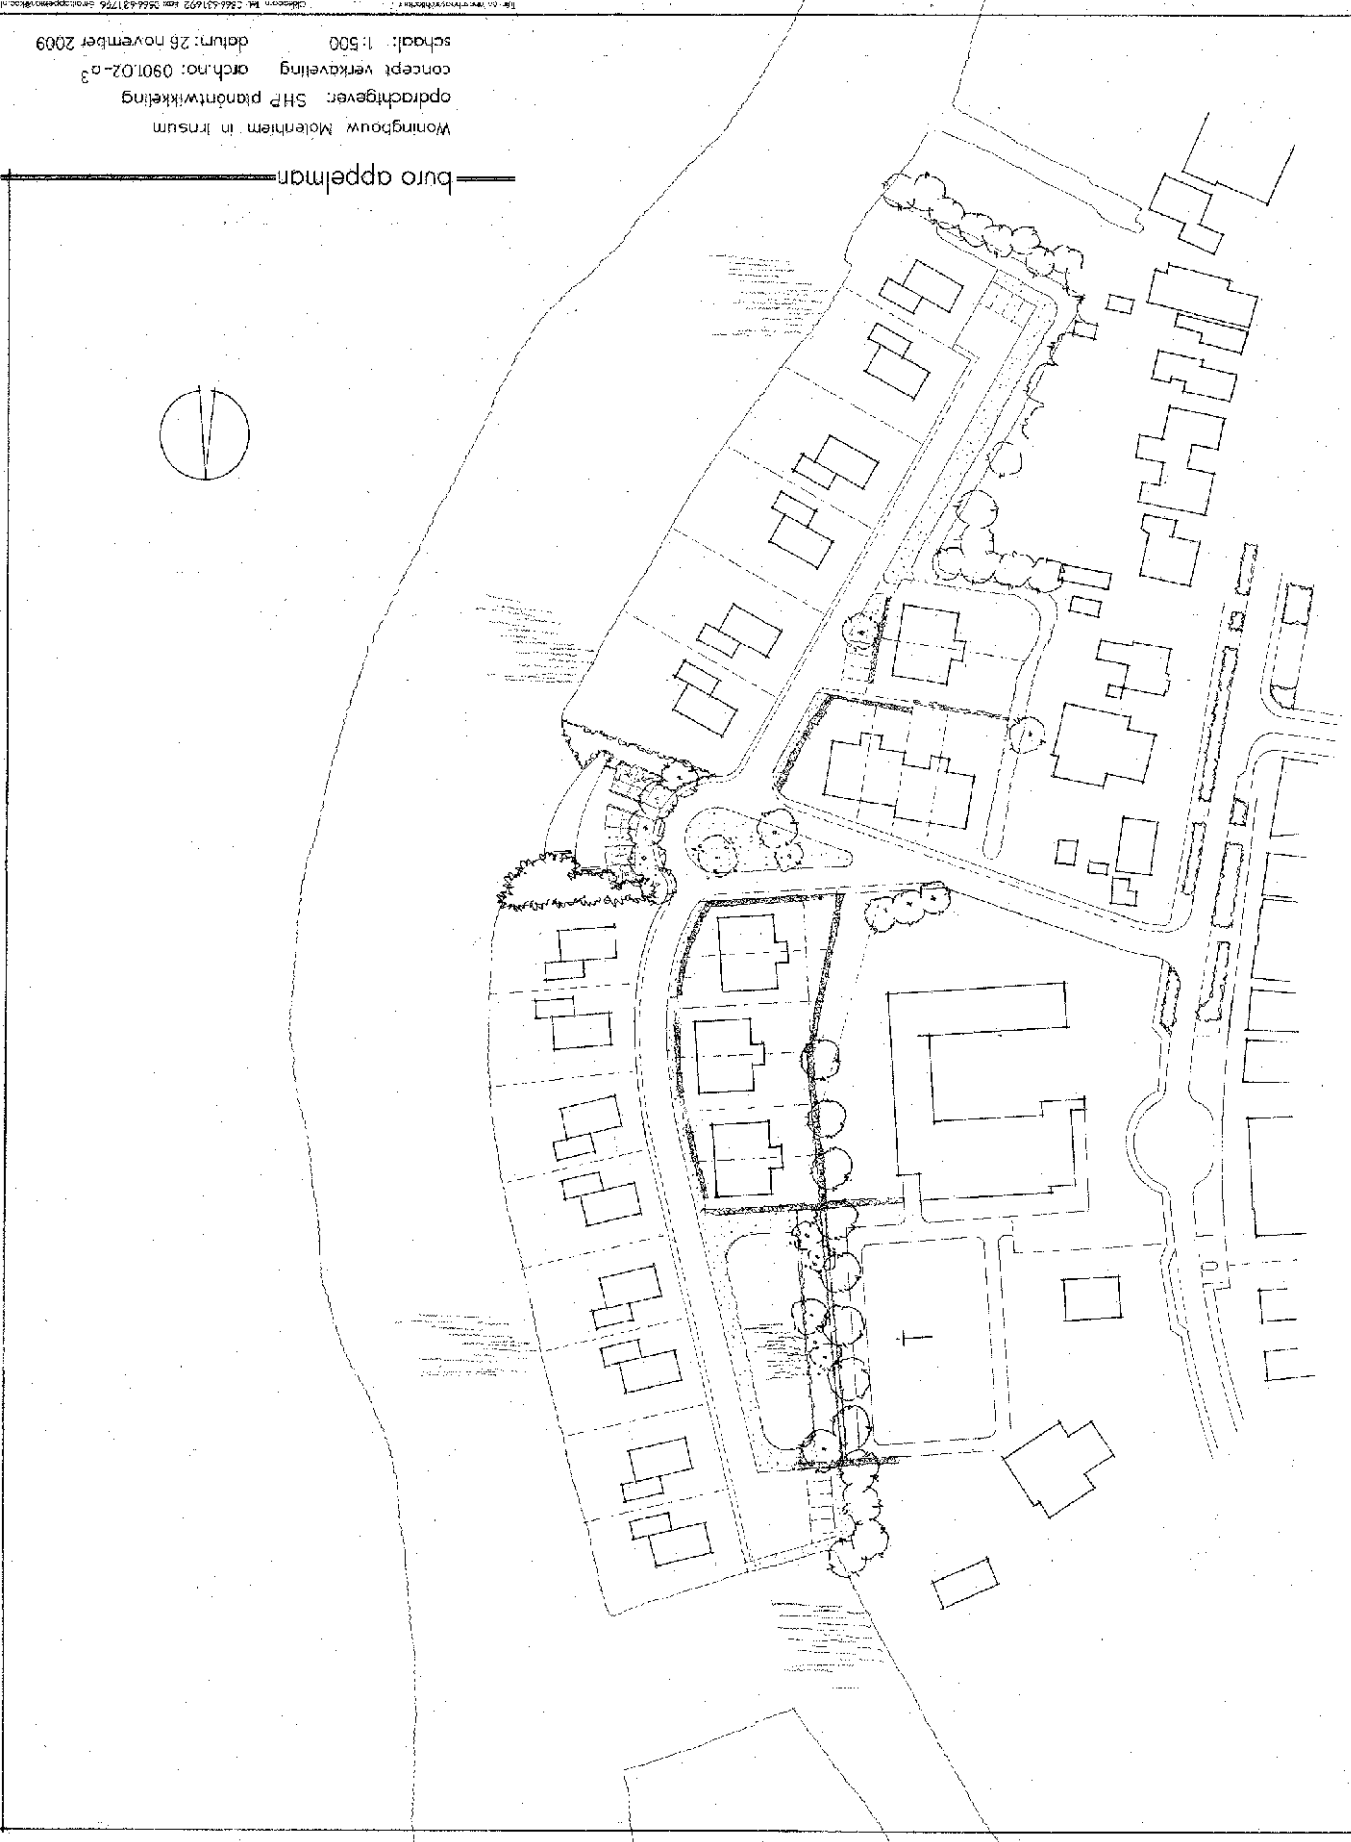 buro appelman
Woningbouw Molenhiem in Irnsum
opdrachtgever: SHP planontwikkeling
concept verkaveling arch.no: 0901.02-a3
schaal: 1:500 datum: 26 november 2009